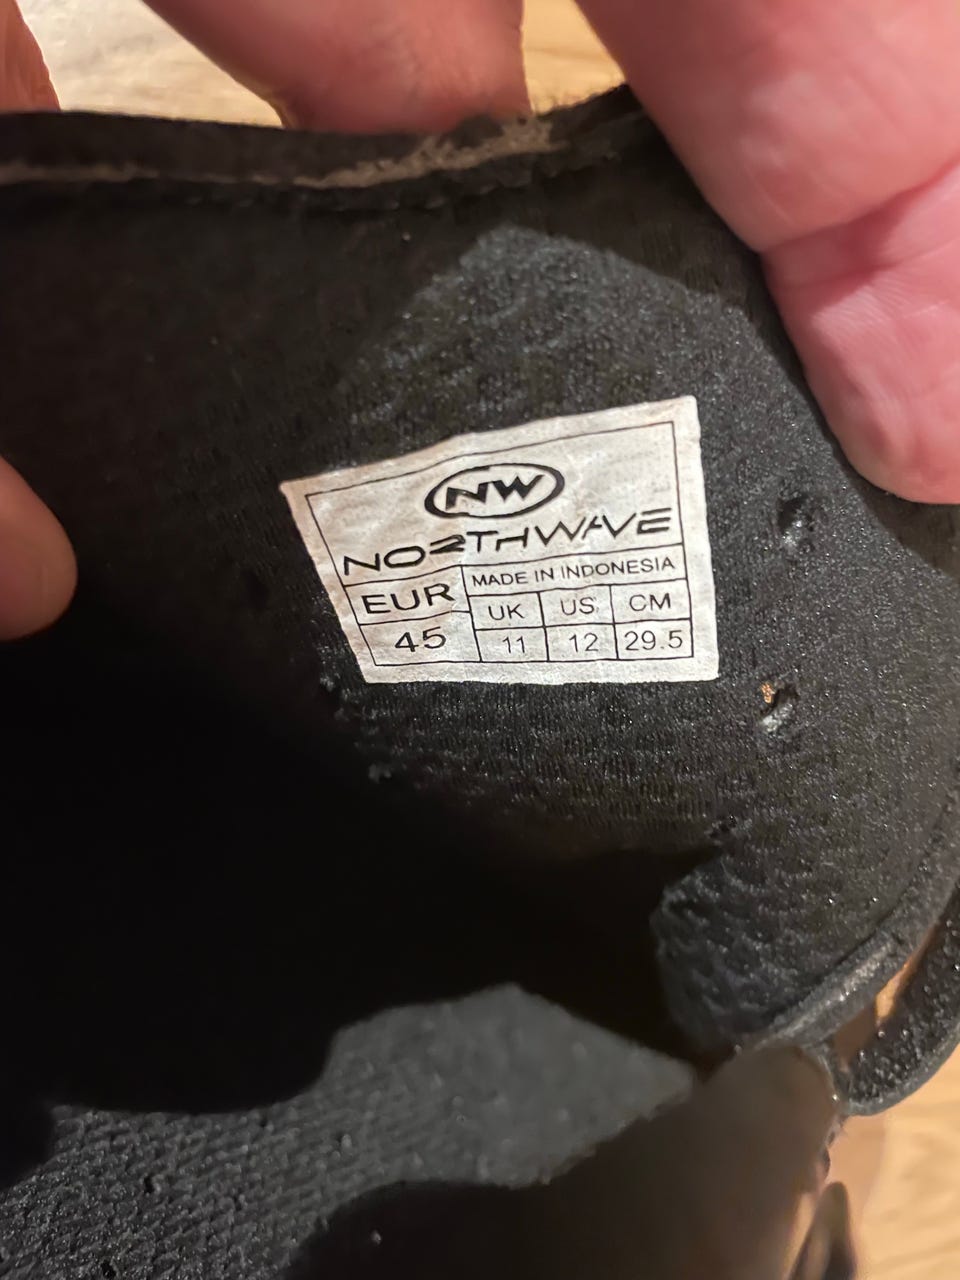 NW
NORTHWAVE
EUR MADE IN INDONESIA
UK US CM
45 11 12 29.5